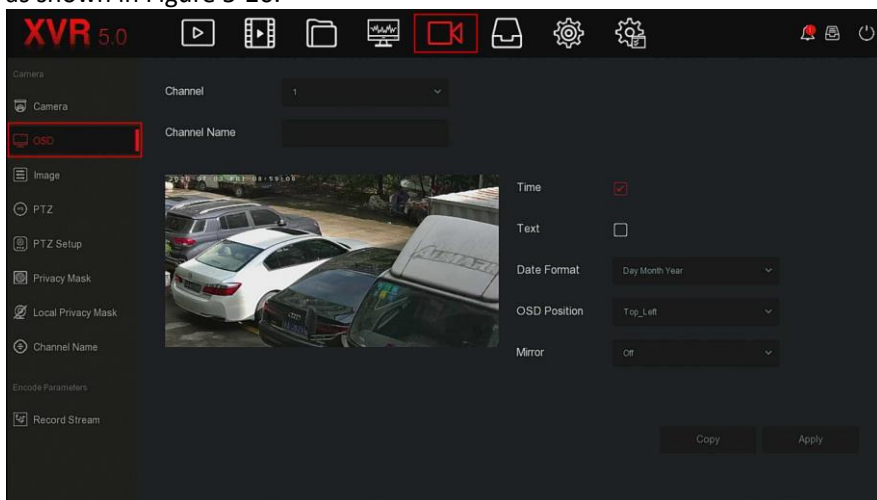 as shown in Figure 5-20.
XVR 5.0
Camera
Camera
OSD
Image
PTZ
PTZ Setup
Privacy Mask
Local Privacy Mask
Channel Name
Encode Parameters
Record Stream
Channel 1
Channel Name
Time
Text
Date Format Day Month Year
OSD Position Top_Left
Mirror Off
Copy Apply